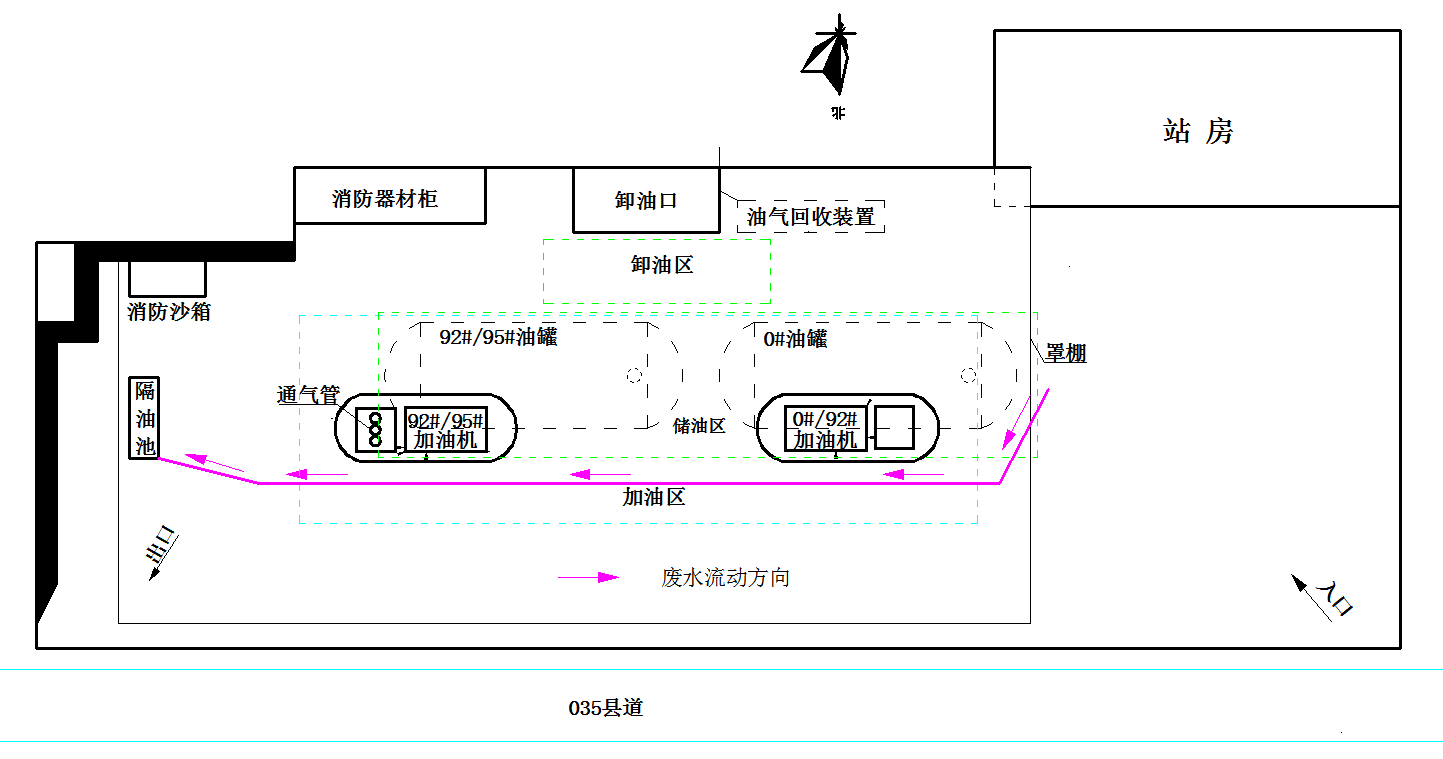 北
站 房
消防器材柜
卸油口
油气回收装置
卸油区
消防沙箱
92#/95#油罐
0#油罐
罩棚
隔油池
通气管
92#/95#
加油机
储油区
0#/92#
加油机
加油区
出口
废水流动方向
入口
035县道